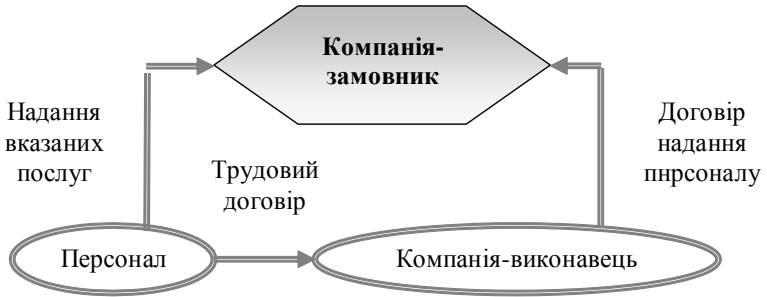 Компанія-
замовник
Надання
вказаних
послуг
Трудовий
договір
Договір
надання
пнрсоналу
Персонал
Компанія-виконавець